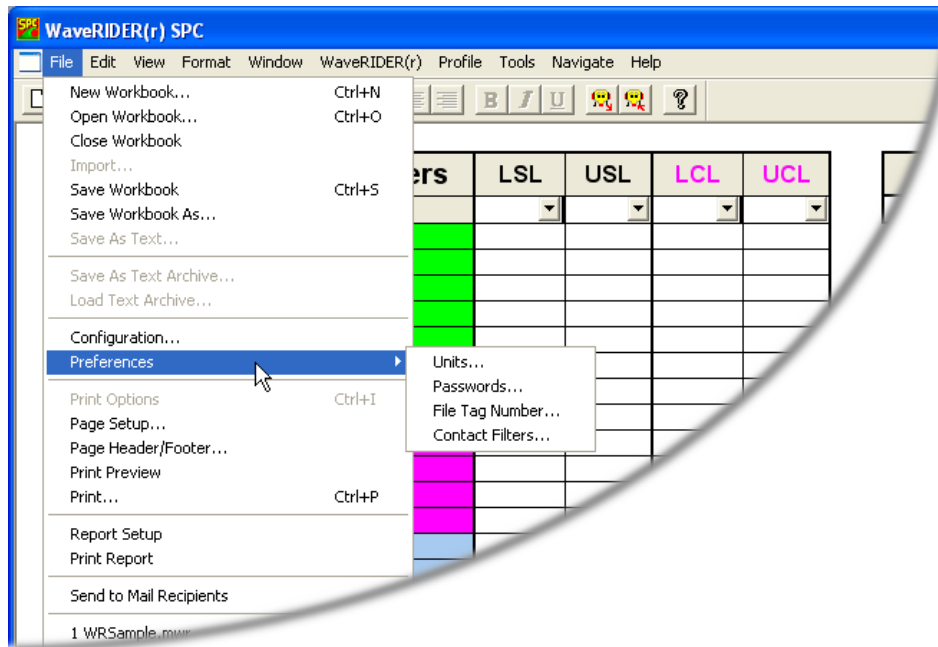 SPC WaveRIDER(r) SPC
File Edit View Format Window WaveRIDER(r) Profile Tools Navigate Help
B I U ?
New Workbook... Ctrl+N
Open Workbook... Ctrl+O
Close Workbook
Import...
Save Workbook Ctrl+S
Save Workbook As...
Save As Text...
Save As Text Archive...
Load Text Archive...
Configuration...
Preferences
Print Options Ctrl+I
Page Setup...
Page Header/Footer...
Print Preview
Print... Ctrl+P
Report Setup
Print Report
Send to Mail Recipients
1 WRSample.mwr
Units...
Passwords...
File Tag Number...
Contact Filters...
ers LSL USL LCL UCL